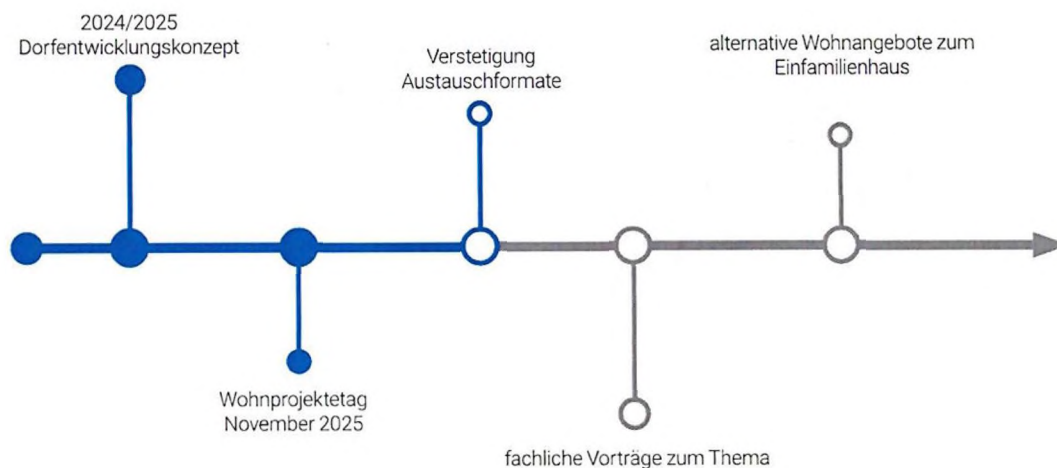 2024/2025
Dorfentwicklungskonzept
Verstetigung
Austauschformate
alternative Wohnangebote zum
Einfamilienhaus
Wohnprojektetag
November 2025
fachliche Vorträge zum Thema